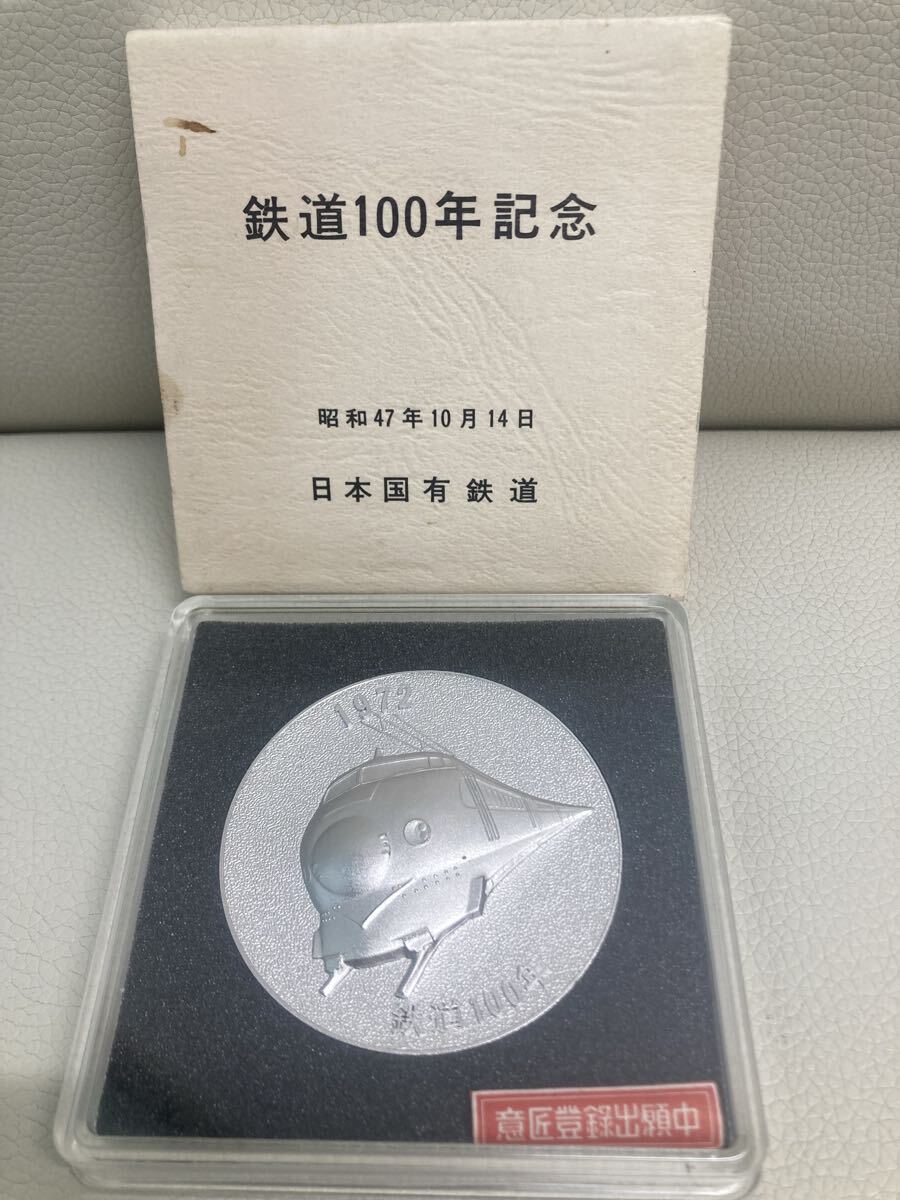 鉄道100年記念
昭和47年10月14日
日本国有鉄道
1972
鉄道100年
意匠登録出願中